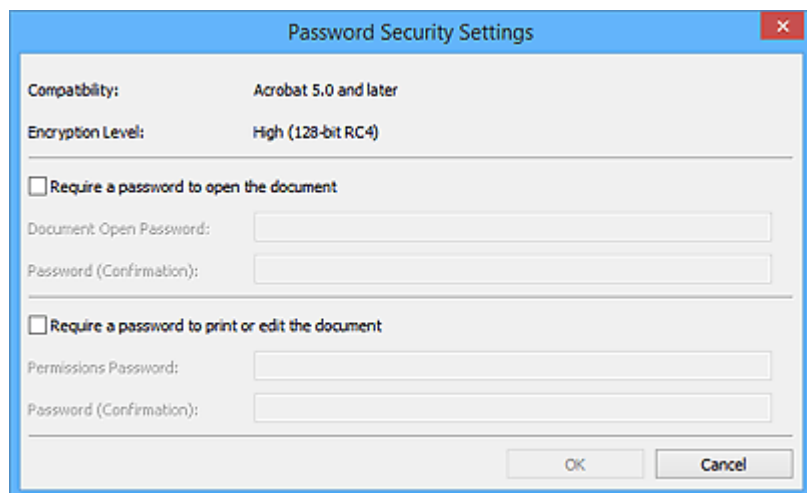 Password Security Settings
Compatibility: Acrobat 5.0 and later
Encryption Level: High (128-bit RC4)
Require a password to open the document
Document Open Password:
Password (Confirmation):
Require a password to print or edit the document
Permissions Password:
Password (Confirmation):
OK Cancel